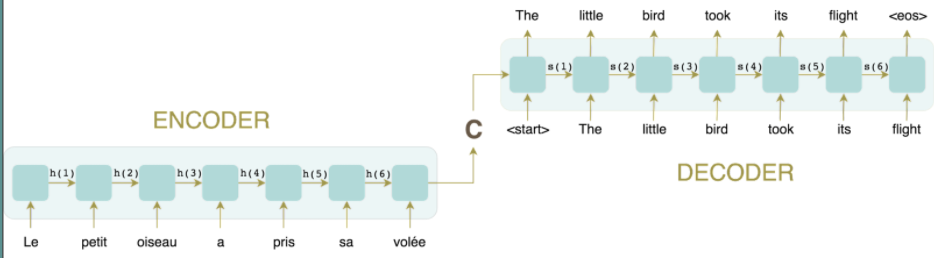 The little bird took its flight <eos>
s(1) s(2) s(3) s(4) s(5) s(6)
<start> The little bird took its flight
DECODER
C
ENCODER
h(1) h(2) h(3) h(4) h(5) h(6)
Le petit oiseau a pris sa volée